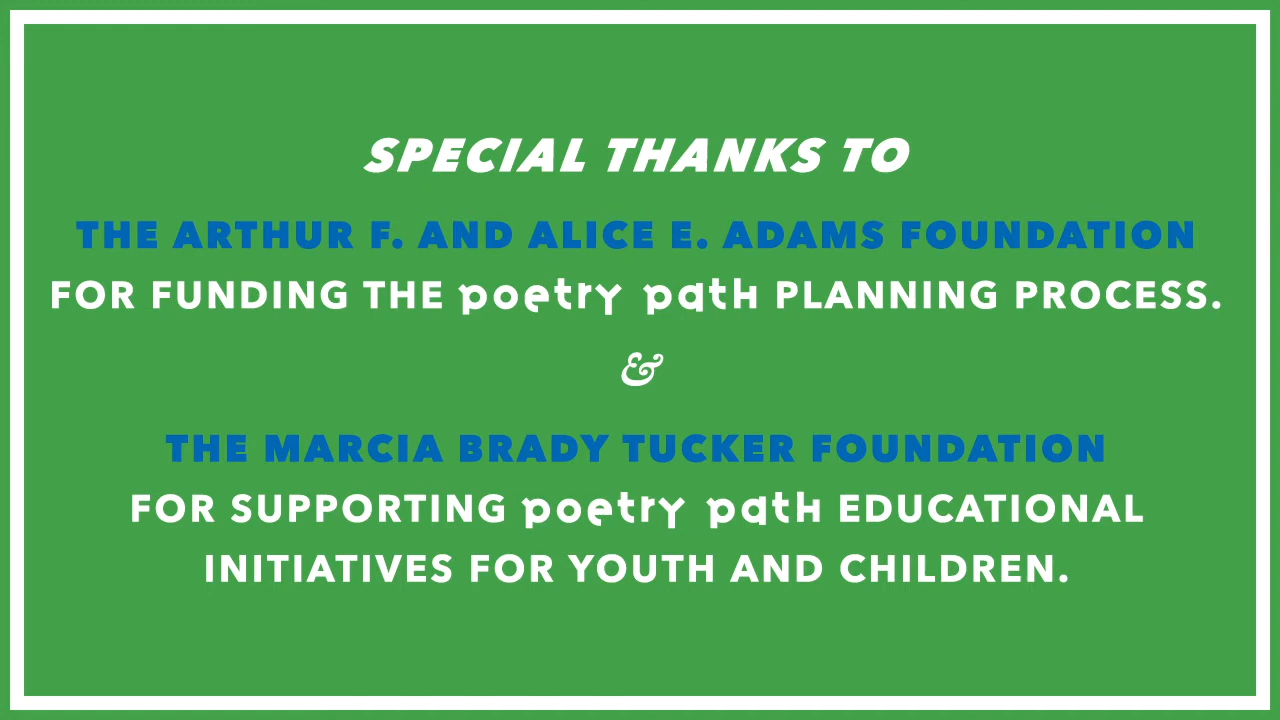 SPECIAL THANKS TO
THE ARTHUR F. AND ALICE E. ADAMS FOUNDATION
FOR FUNDING THE poetry path PLANNING PROCESS.
&
THE MARCIA BRADY TUCKER FOUNDATION
FOR SUPPORTING poetry path EDUCATIONAL
INITIATIVES FOR YOUTH AND CHILDREN.